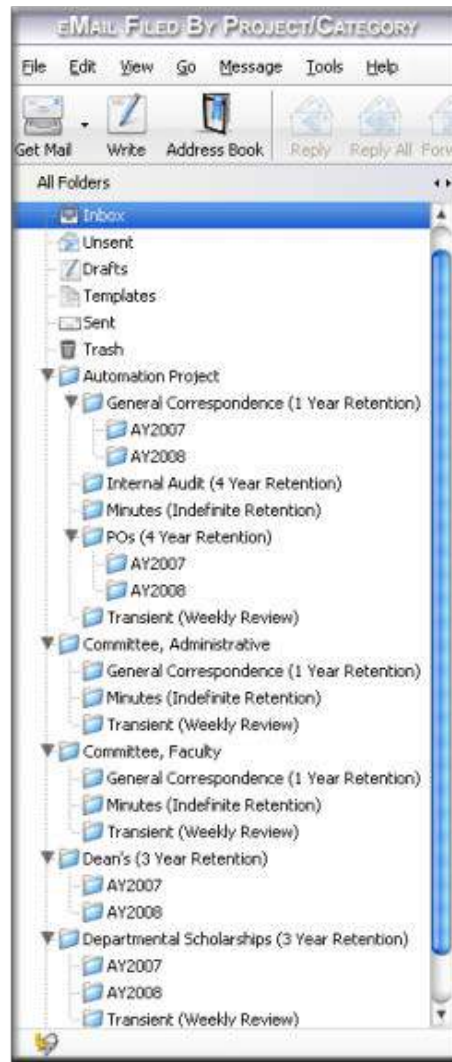 EMAIL FILED BY PROJECT/CATEGORY
File Edit View Go Message Tools Help
Get Mail Write Address Book Reply Reply All Forw
All Folders
Inbox
Unsent
Drafts
Templates
Sent
Trash
Automation Project
General Correspondence (1 Year Retention)
AY2007
AY2008
Internal Audit (4 Year Retention)
Minutes (Indefinite Retention)
POs (4 Year Retention)
AY2007
AY2008
Transient (Weekly Review)
Committee, Administrative
General Correspondence (1 Year Retention)
Minutes (Indefinite Retention)
Transient (Weekly Review)
Committee, Faculty
General Correspondence (1 Year Retention)
Minutes (Indefinite Retention)
Transient (Weekly Review)
Dean's (3 Year Retention)
AY2007
AY2008
Departmental Scholarships (3 Year Retention)
AY2007
AY2008
Transient (Weekly Review)